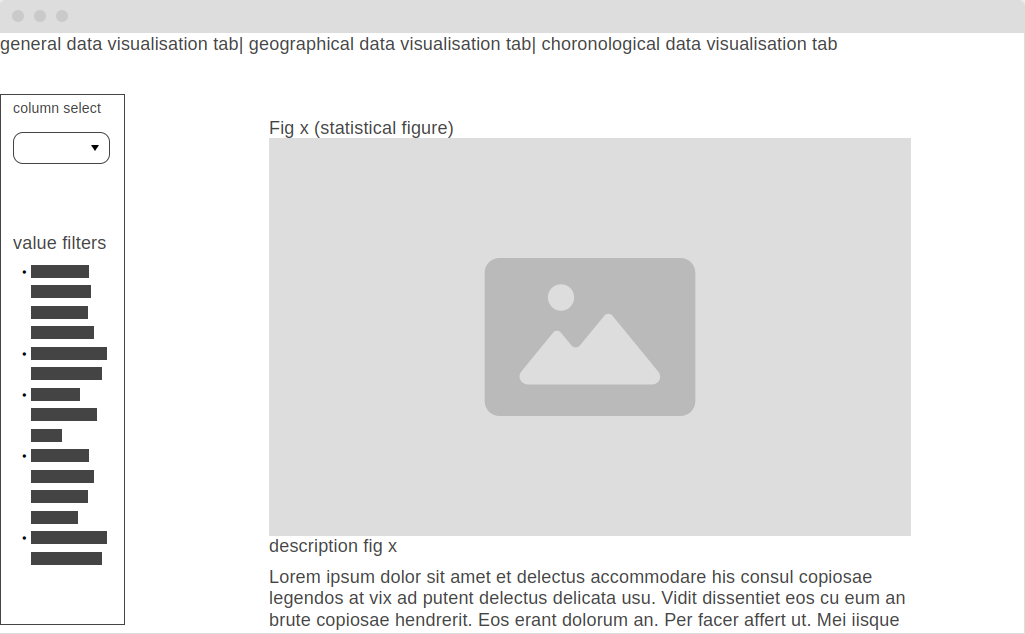 general data visualisation tab| geographical data visualisation tab| choronological data visualisation tab
column select
value filters
Fig x (statistical figure)
description fig x
Lorem ipsum dolor sit amet et delectus accommodare his consul copiosae
legendos at vix ad putent delectus delicata usu. Vidit dissentiet eos cu eum an
brute copiosae hendrerit. Eos erant dolorum an. Per facer affert ut. Mei iisque